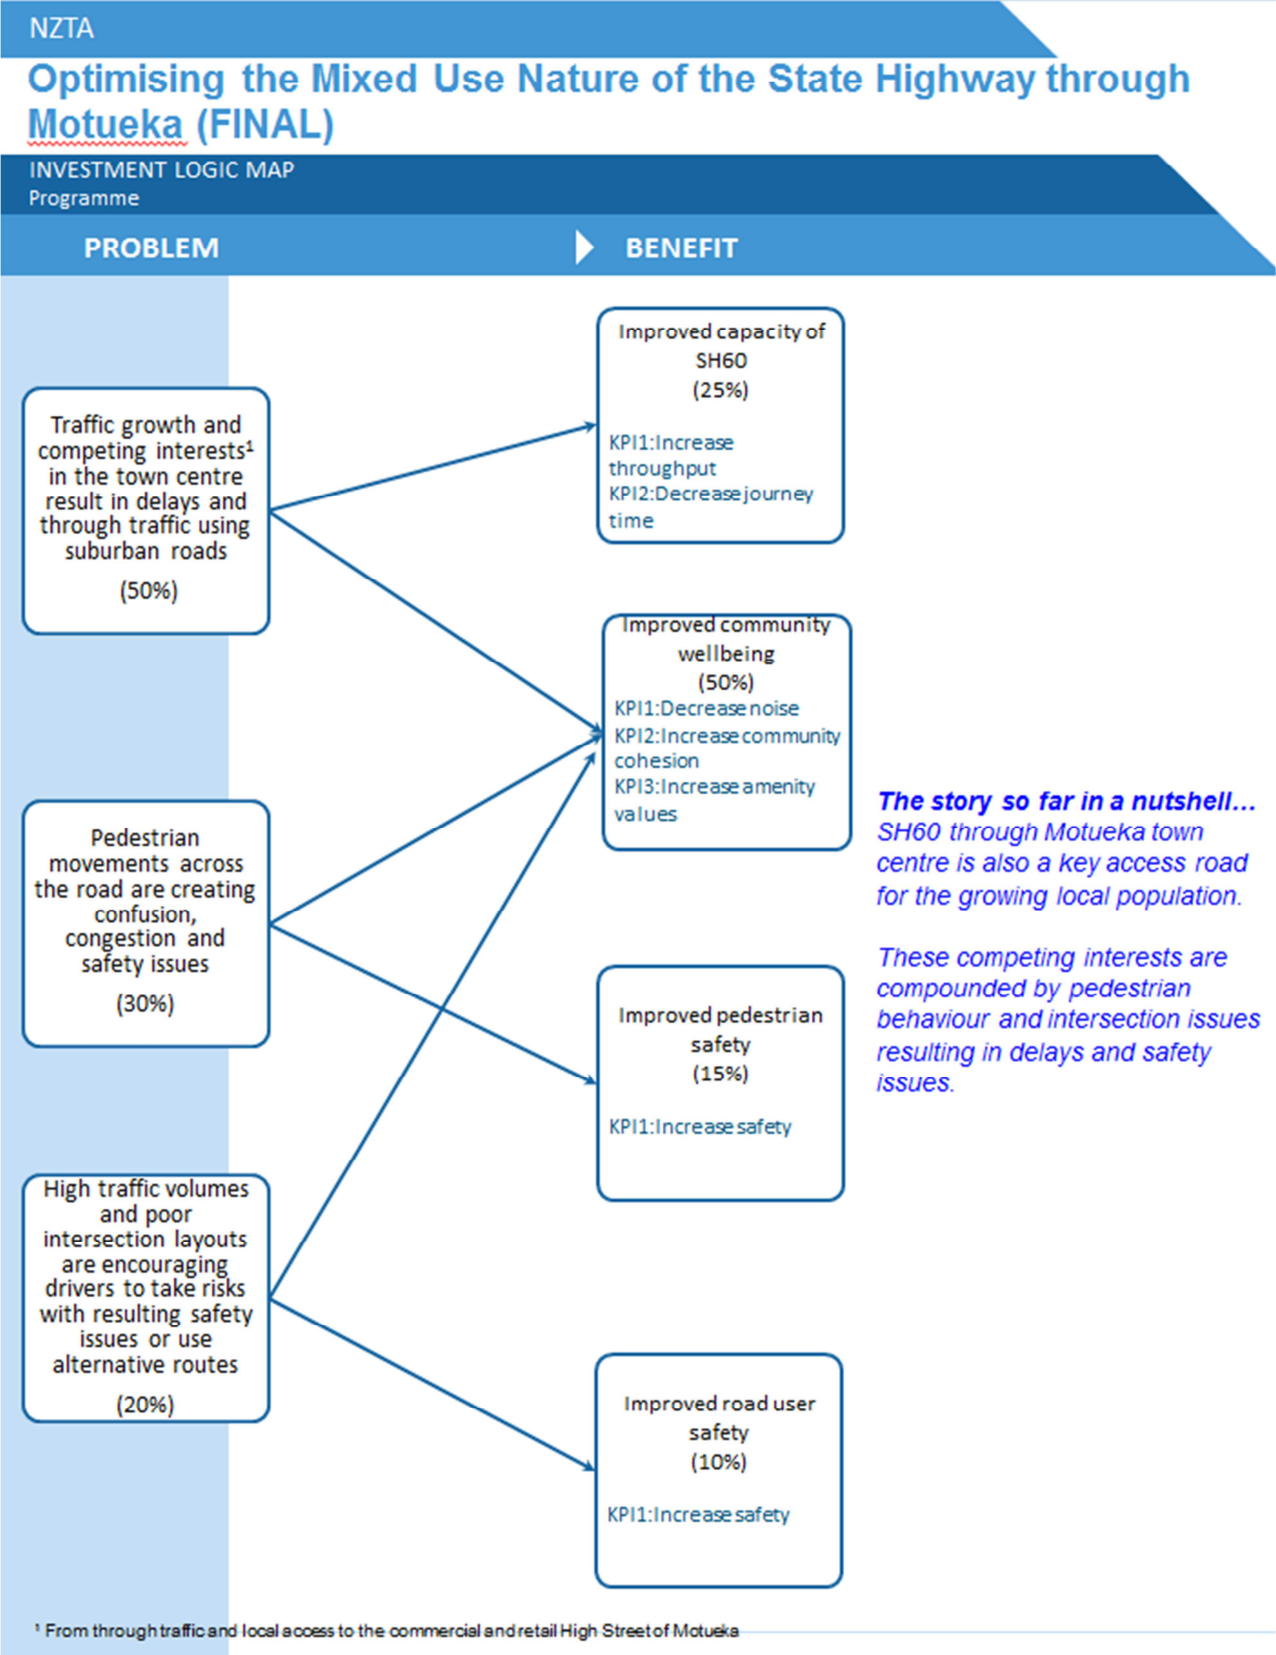 NZTA
Optimising the Mixed Use Nature of the State Highway through
Motueka (FINAL)
INVESTMENT LOGIC MAP
Programme
PROBLEM
BENEFIT
Traffic growth and
competing interests¹
in the town centre
result in delays and
through traffic using
suburban roads
(50%)
Pedestrian
movements across
the road are creating
confusion,
congestion and
safety issues
(30%)
High traffic volumes
and poor
intersection layouts
are encouraging
drivers to take risks
with resulting safety
issues or use
alternative routes
(20%)
Improved capacity of
SH60
(25%)
KPI1:Increase
throughput
KPI2:Decrease journey
time
Improved community
wellbeing
(50%)
KPI1:Decrease noise
KPI2:Increase community
cohesion
KPI3:Increase amenity
values
Improved pedestrian
safety
(15%)
KPI1:Increase safety
Improved road user
safety
(10%)
KPI1:Increase safety
The story so far in a nutshell…
SH60 through Motueka town
centre is also a key access road
for the growing local population.
These competing interests are
compounded by pedestrian
behaviour and intersection issues
resulting in delays and safety
issues.
¹ From through traffic and local access to the commercial and retail High Street of Motueka